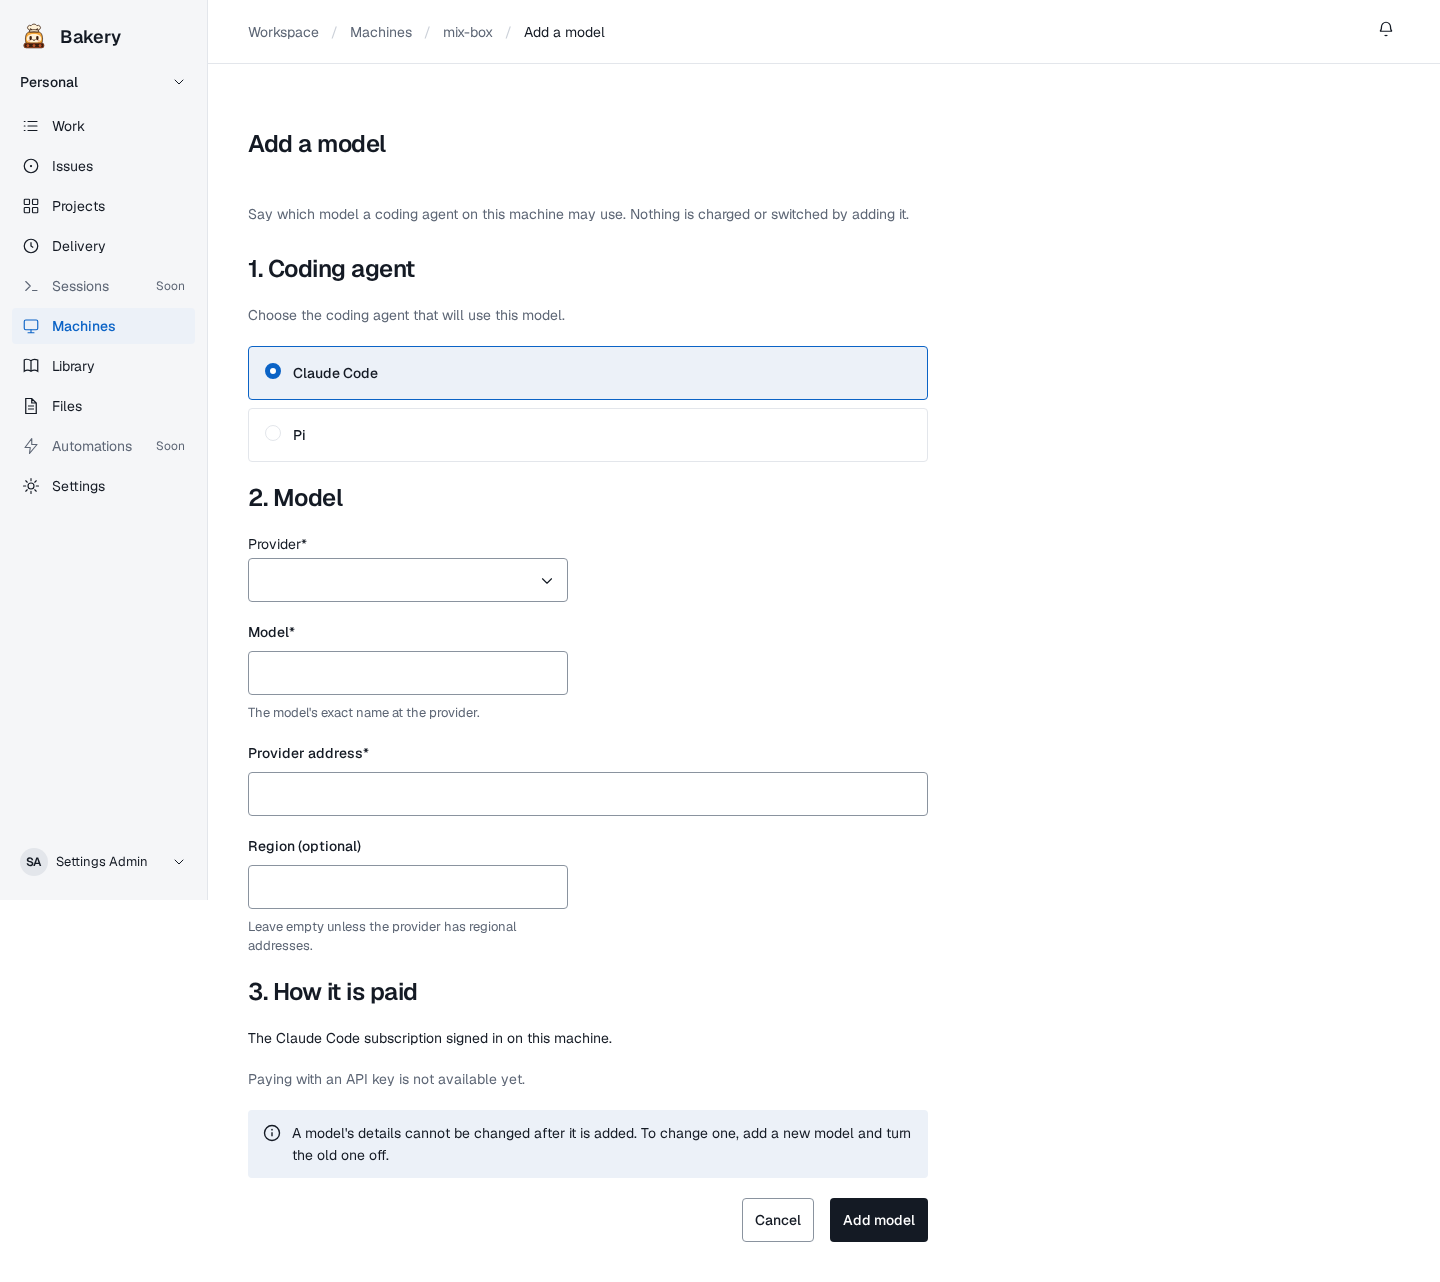 Bakery
Personal
Work
Issues
Projects
Delivery
Sessions Soon
Machines
Library
Files
Automations Soon
Settings
SA Settings Admin
Workspace / Machines / mix-box / Add a model
Add a model
Say which model a coding agent on this machine may use. Nothing is charged or switched by adding it.
1. Coding agent
Choose the coding agent that will use this model.
Claude Code
Pi
2. Model
Provider*
Model*
The model's exact name at the provider.
Provider address*
Region (optional)
Leave empty unless the provider has regional
addresses.
3. How it is paid
The Claude Code subscription signed in on this machine.
Paying with an API key is not available yet.
A model's details cannot be changed after it is added. To change one, add a new model and turn
the old one off.
Cancel Add model